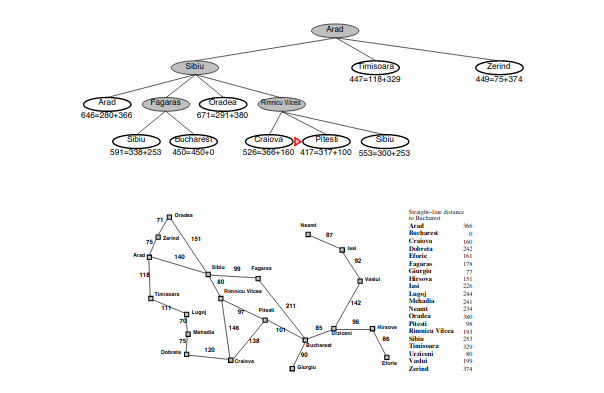 Arad
Sibiu
Timisoara
Zerind
447=118+329
449=75+374
Arad
Fagaras
Oradea
Rimnicu Vilcea
646=280+366
671=291+380
Sibiu
Bucharest
Craiova
Pitesti
Sibiu
591=338+253
450=450+0
526=366+160
417=317+100
553=300+253
Oradea
71
Zerind
75
151
Arad
140
118
Sibiu
99
Fagaras
80
Timisoara
Rimnicu Vilcea
111
Lugoj
97
Pitesti
211
70
Mehadia
146
101
75
138
Dobreta
120
Craiova
Neamt
87
Iasi
92
Vaslui
142
85
98
Hirsova
Urziceni
Bucharest
86
90
Giurgiu
Eforie
Straight-line distance
to Bucharest
Arad 366
Bucharest 0
Craiova 160
Dobreta 242
Eforie 161
Fagaras 178
Giurgiu 77
Hirsova 151
Iasi 226
Lugoj 244
Mehadia 241
Neamt 234
Oradea 380
Pitesti 98
Rimnicu Vilcea 193
Sibiu 253
Timisoara 329
Urziceni 80
Vaslui 199
Zerind 374